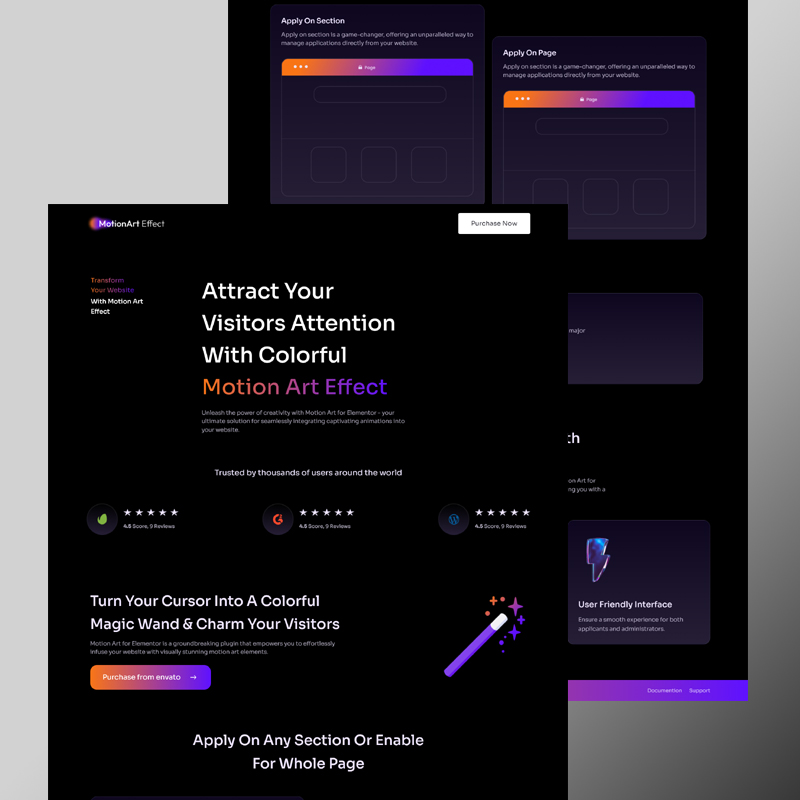 Apply On Section
Apply on section is a game-changer, offering an unparalleled way to
manage applications directly from your website.
Page
Apply On Page
Apply on section is a game-changer, offering an unparalleled way to
manage applications directly from your website.
Page
MotionArt Effect
Purchase Now
Transform
Your Website
With Motion Art
Effect
Attract Your
Visitors Attention
With Colorful
Motion Art Effect
Unleash the power of creativity with Motion Art for Elementor - your
ultimate solution for seamlessly integrating captivating animations into
your website.
Trusted by thousands of users around the world
4.5 Score, 9 Reviews
4.5 Score, 9 Reviews
4.5 Score, 9 Reviews
Turn Your Cursor Into A Colorful
Magic Wand & Charm Your Visitors
Motion Art for Elementor is a groundbreaking plugin that empowers you to effortlessly
infuse your website with visually stunning motion art elements.
Purchase from envato →
Apply On Any Section Or Enable
For Whole Page
major
th
on Art for
ng you with a
User Friendly Interface
Ensure a smooth experience for both
applicants and administrators.
Documention Support